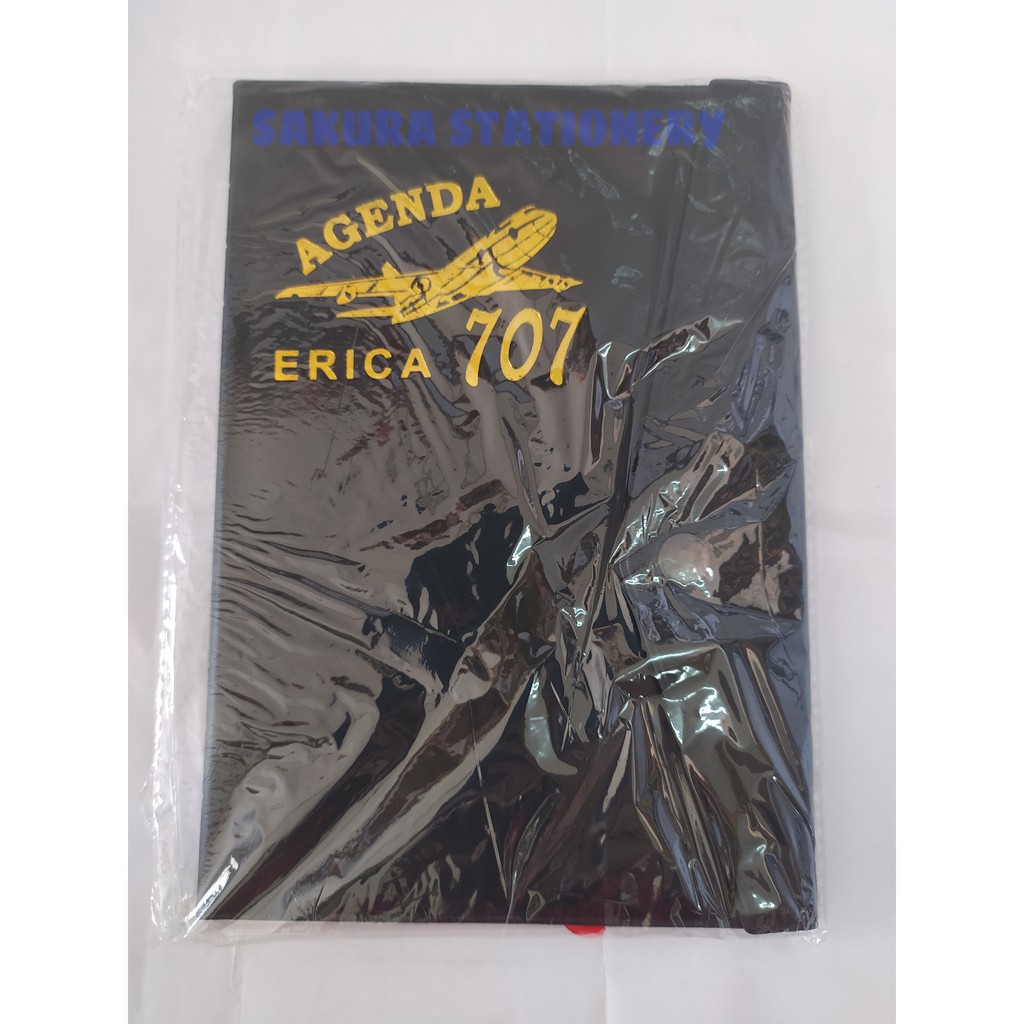 SAKURA STATIONERY
AGENDA
ERICA 707